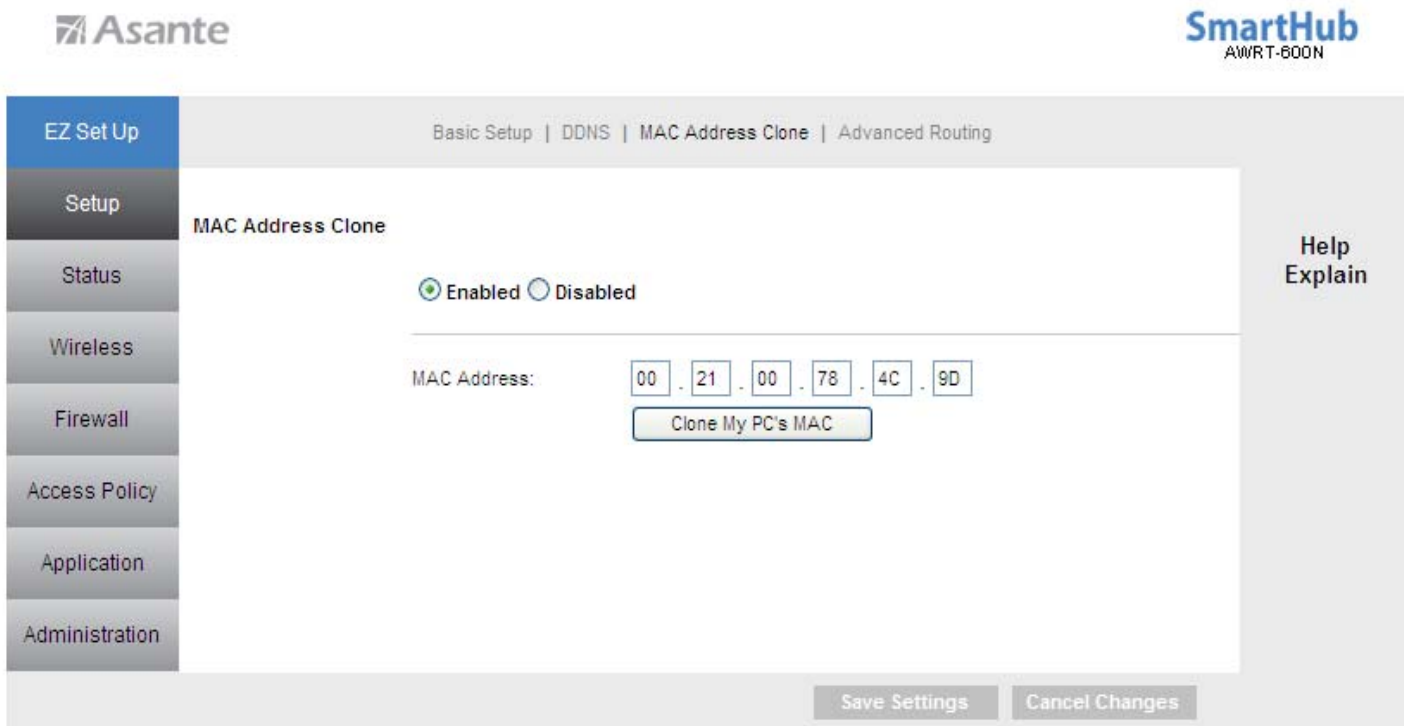 Asante
SmartHub
AWRT-600N
EZ Set Up
Basic Setup | DDNS | MAC Address Clone | Advanced Routing
Setup
Status
Wireless
Firewall
Access Policy
Application
Administration
MAC Address Clone
Enabled Disabled
MAC Address: 00 . 21 . 00 . 78 . 4C . 9D
Clone My PC's MAC
Help
Explain
Save Settings Cancel Changes